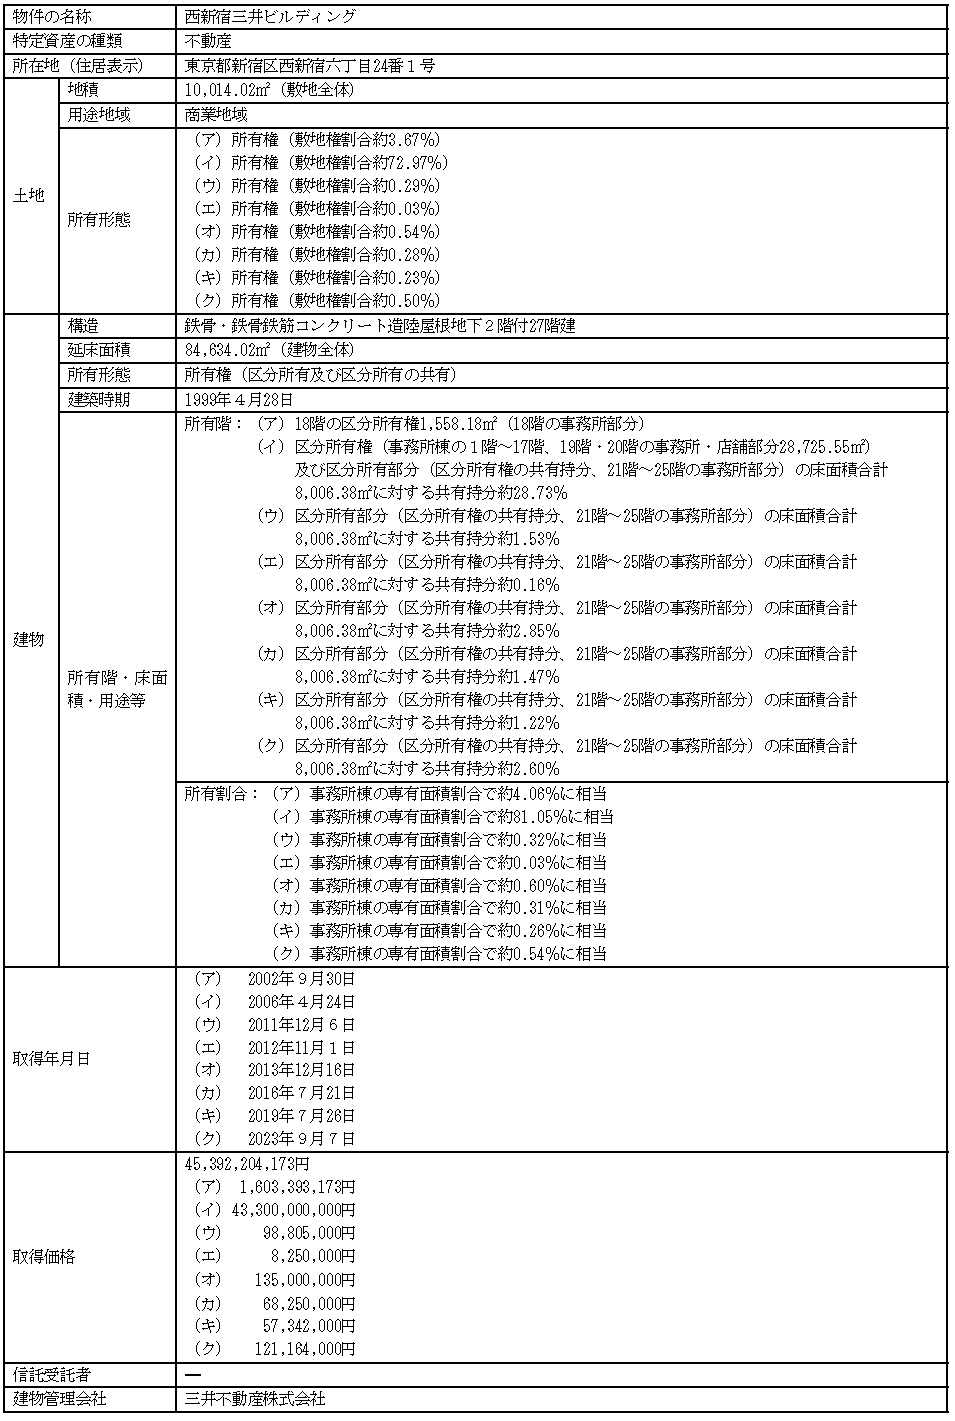 物件の名称 西新宿三井ビルディング
特定資産の種類 不動産
所在地（住居表示） 東京都新宿区西新宿六丁目24番１号
土地
地積 10,014.02㎡（敷地全体）
用途地域 商業地域
所有形態
（ア）所有権（敷地権割合約3.67％）
（イ）所有権（敷地権割合約72.97％）
（ウ）所有権（敷地権割合約0.29％）
（エ）所有権（敷地権割合約0.03％）
（オ）所有権（敷地権割合約0.54％）
（カ）所有権（敷地権割合約0.28％）
（キ）所有権（敷地権割合約0.23％）
（ク）所有権（敷地権割合約0.50％）
建物
構造 鉄骨・鉄骨鉄筋コンクリート造陸屋根地下２階付27階建
延床面積 84,634.02㎡（建物全体）
所有形態 所有権（区分所有及び区分所有の共有）
建築時期 1999年４月28日
所有階・床面
積・用途等
所有階：（ア）18階の区分所有権1,558.18㎡（18階の事務所部分）
（イ）区分所有権（事務所棟の１階～17階、19階・20階の事務所・店舗部分28,725.55㎡）
及び区分所有部分（区分所有権の共有持分、21階～25階の事務所部分）の床面積合計
8,006.38㎡に対する共有持分約28.73％
（ウ）区分所有部分（区分所有権の共有持分、21階～25階の事務所部分）の床面積合計
8,006.38㎡に対する共有持分約1.53％
（エ）区分所有部分（区分所有権の共有持分、21階～25階の事務所部分）の床面積合計
8,006.38㎡に対する共有持分約0.16％
（オ）区分所有部分（区分所有権の共有持分、21階～25階の事務所部分）の床面積合計
8,006.38㎡に対する共有持分約2.85％
（カ）区分所有部分（区分所有権の共有持分、21階～25階の事務所部分）の床面積合計
8,006.38㎡に対する共有持分約1.47％
（キ）区分所有部分（区分所有権の共有持分、21階～25階の事務所部分）の床面積合計
8,006.38㎡に対する共有持分約1.22％
（ク）区分所有部分（区分所有権の共有持分、21階～25階の事務所部分）の床面積合計
8,006.38㎡に対する共有持分約2.60％
所有割合：（ア）事務所棟の専有面積割合で約4.06％に相当
（イ）事務所棟の専有面積割合で約81.05％に相当
（ウ）事務所棟の専有面積割合で約0.32％に相当
（エ）事務所棟の専有面積割合で約0.03％に相当
（オ）事務所棟の専有面積割合で約0.60％に相当
（カ）事務所棟の専有面積割合で約0.31％に相当
（キ）事務所棟の専有面積割合で約0.26％に相当
（ク）事務所棟の専有面積割合で約0.54％に相当
取得年月日
（ア） 2002年９月30日
（イ） 2006年４月24日
（ウ） 2011年12月６日
（エ） 2012年11月１日
（オ） 2013年12月16日
（カ） 2016年７月21日
（キ） 2019年７月26日
（ク） 2023年９月７日
取得価格
45,392,204,173円
（ア） 1,603,393,173円
（イ）43,300,000,000円
（ウ） 98,805,000円
（エ） 8,250,000円
（オ） 135,000,000円
（カ） 68,250,000円
（キ） 57,342,000円
（ク） 121,164,000円
信託受託者 ―
建物管理会社 三井不動産株式会社